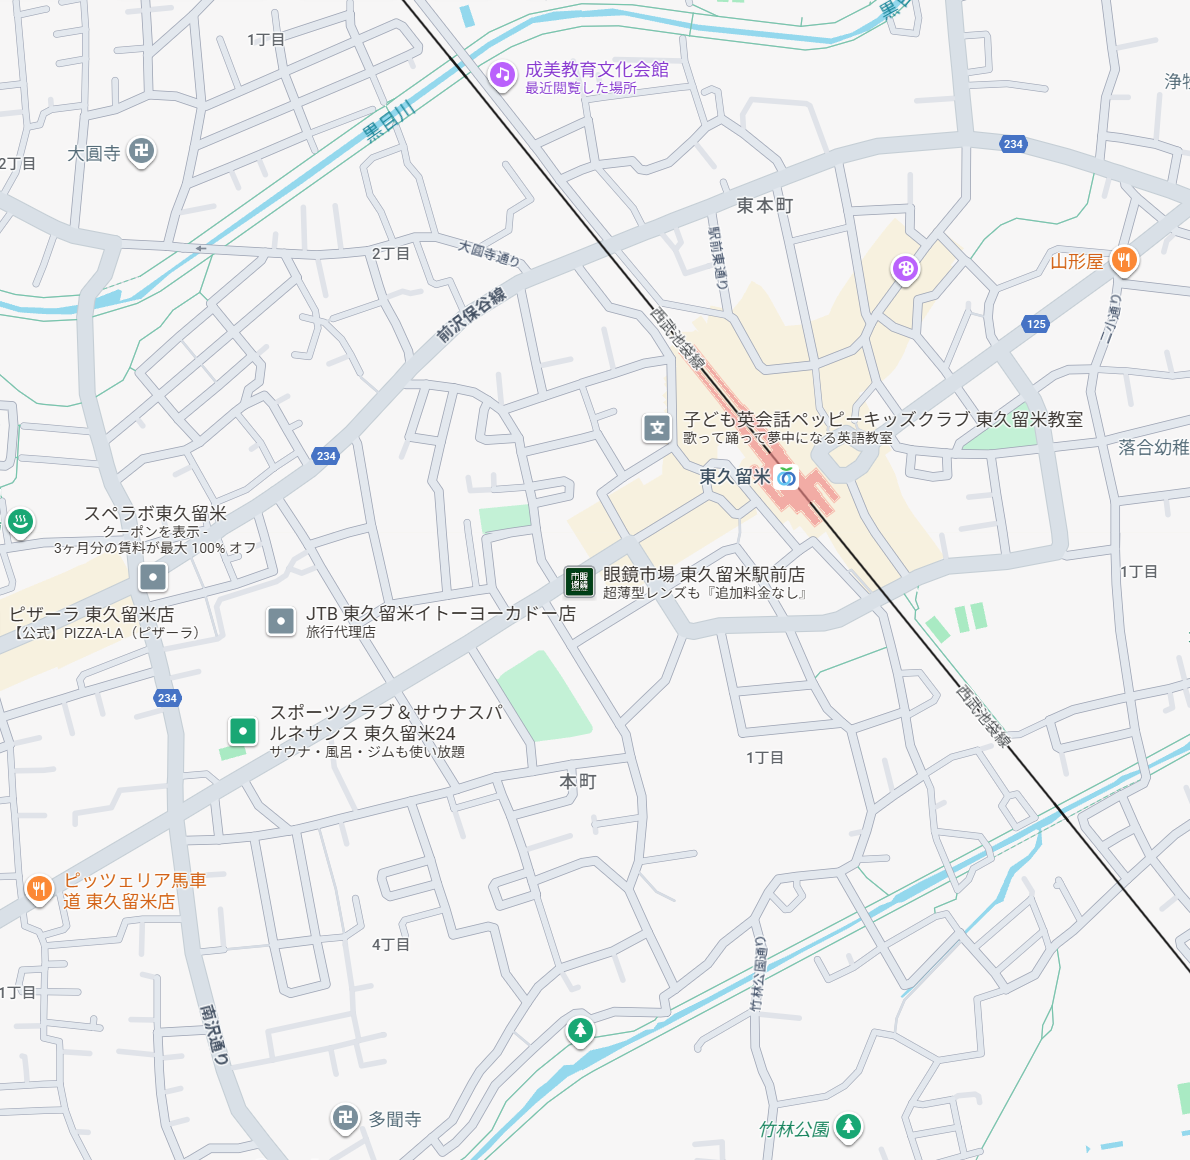 1丁目
成美教育文化会館
最近閲覧した場所
黒目川
大圓寺
2丁目
234
東本町
2丁目
大圓寺通り
駅前東通り
山形屋
前沢保谷線
西武池袋線
125
子ども英会話ペッピーキッズクラブ 東久留米教室
歌って踊って夢中になる英語教室
234
東久留米
スペラボ東久留米
クーポンを表示 -
3ヶ月分の賃料が最大 100% オフ
眼鏡市場 東久留米駅前店
超薄型レンズも『追加料金なし』
眼鏡市場
1丁目
ピザーラ 東久留米店
【公式】PIZZA-LA（ピザーラ）
JTB 東久留米イトーヨーカドー店
旅行代理店
234
スポーツクラブ＆サウナスパ
ルネサンス 東久留米24
サウナ・風呂・ジムも使い放題
西武池袋線
1丁目
本町
ピッツェリア馬車
道 東久留米店
4丁目
竹林公園通り
1丁目
南沢通り
多聞寺
竹林公園